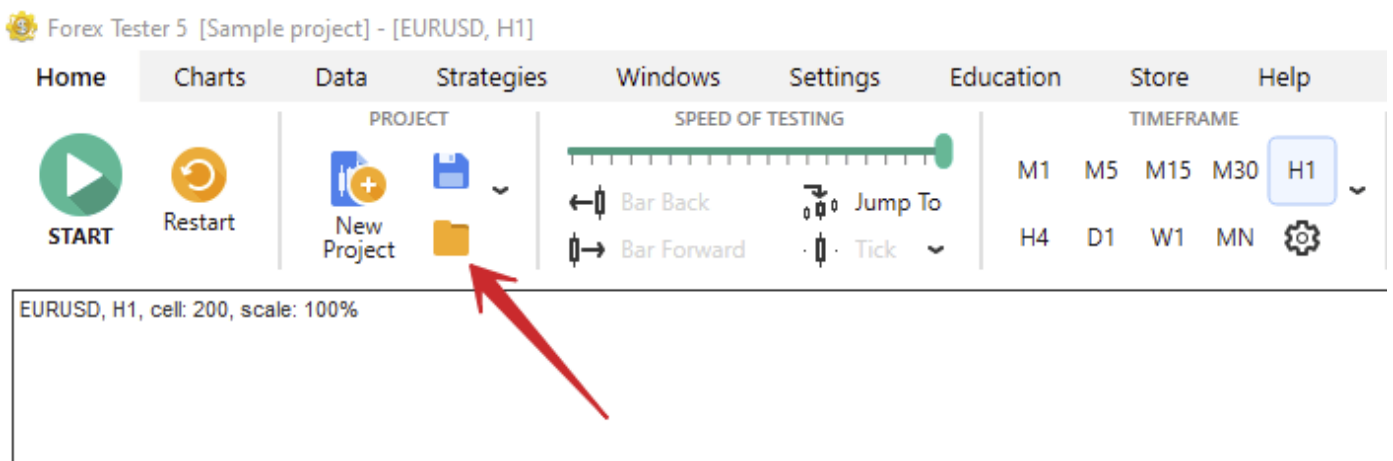 Forex Tester 5 [Sample project] - [EURUSD, H1]
Home Charts Data Strategies Windows Settings Education Store Help
PROJECT SPEED OF TESTING TIMEFRAME
M1 M5 M15 M30 H1
Bar Back Jump To
START Restart New Project
Bar Forward Tick
H4 D1 W1 MN
EURUSD, H1, cell: 200, scale: 100%